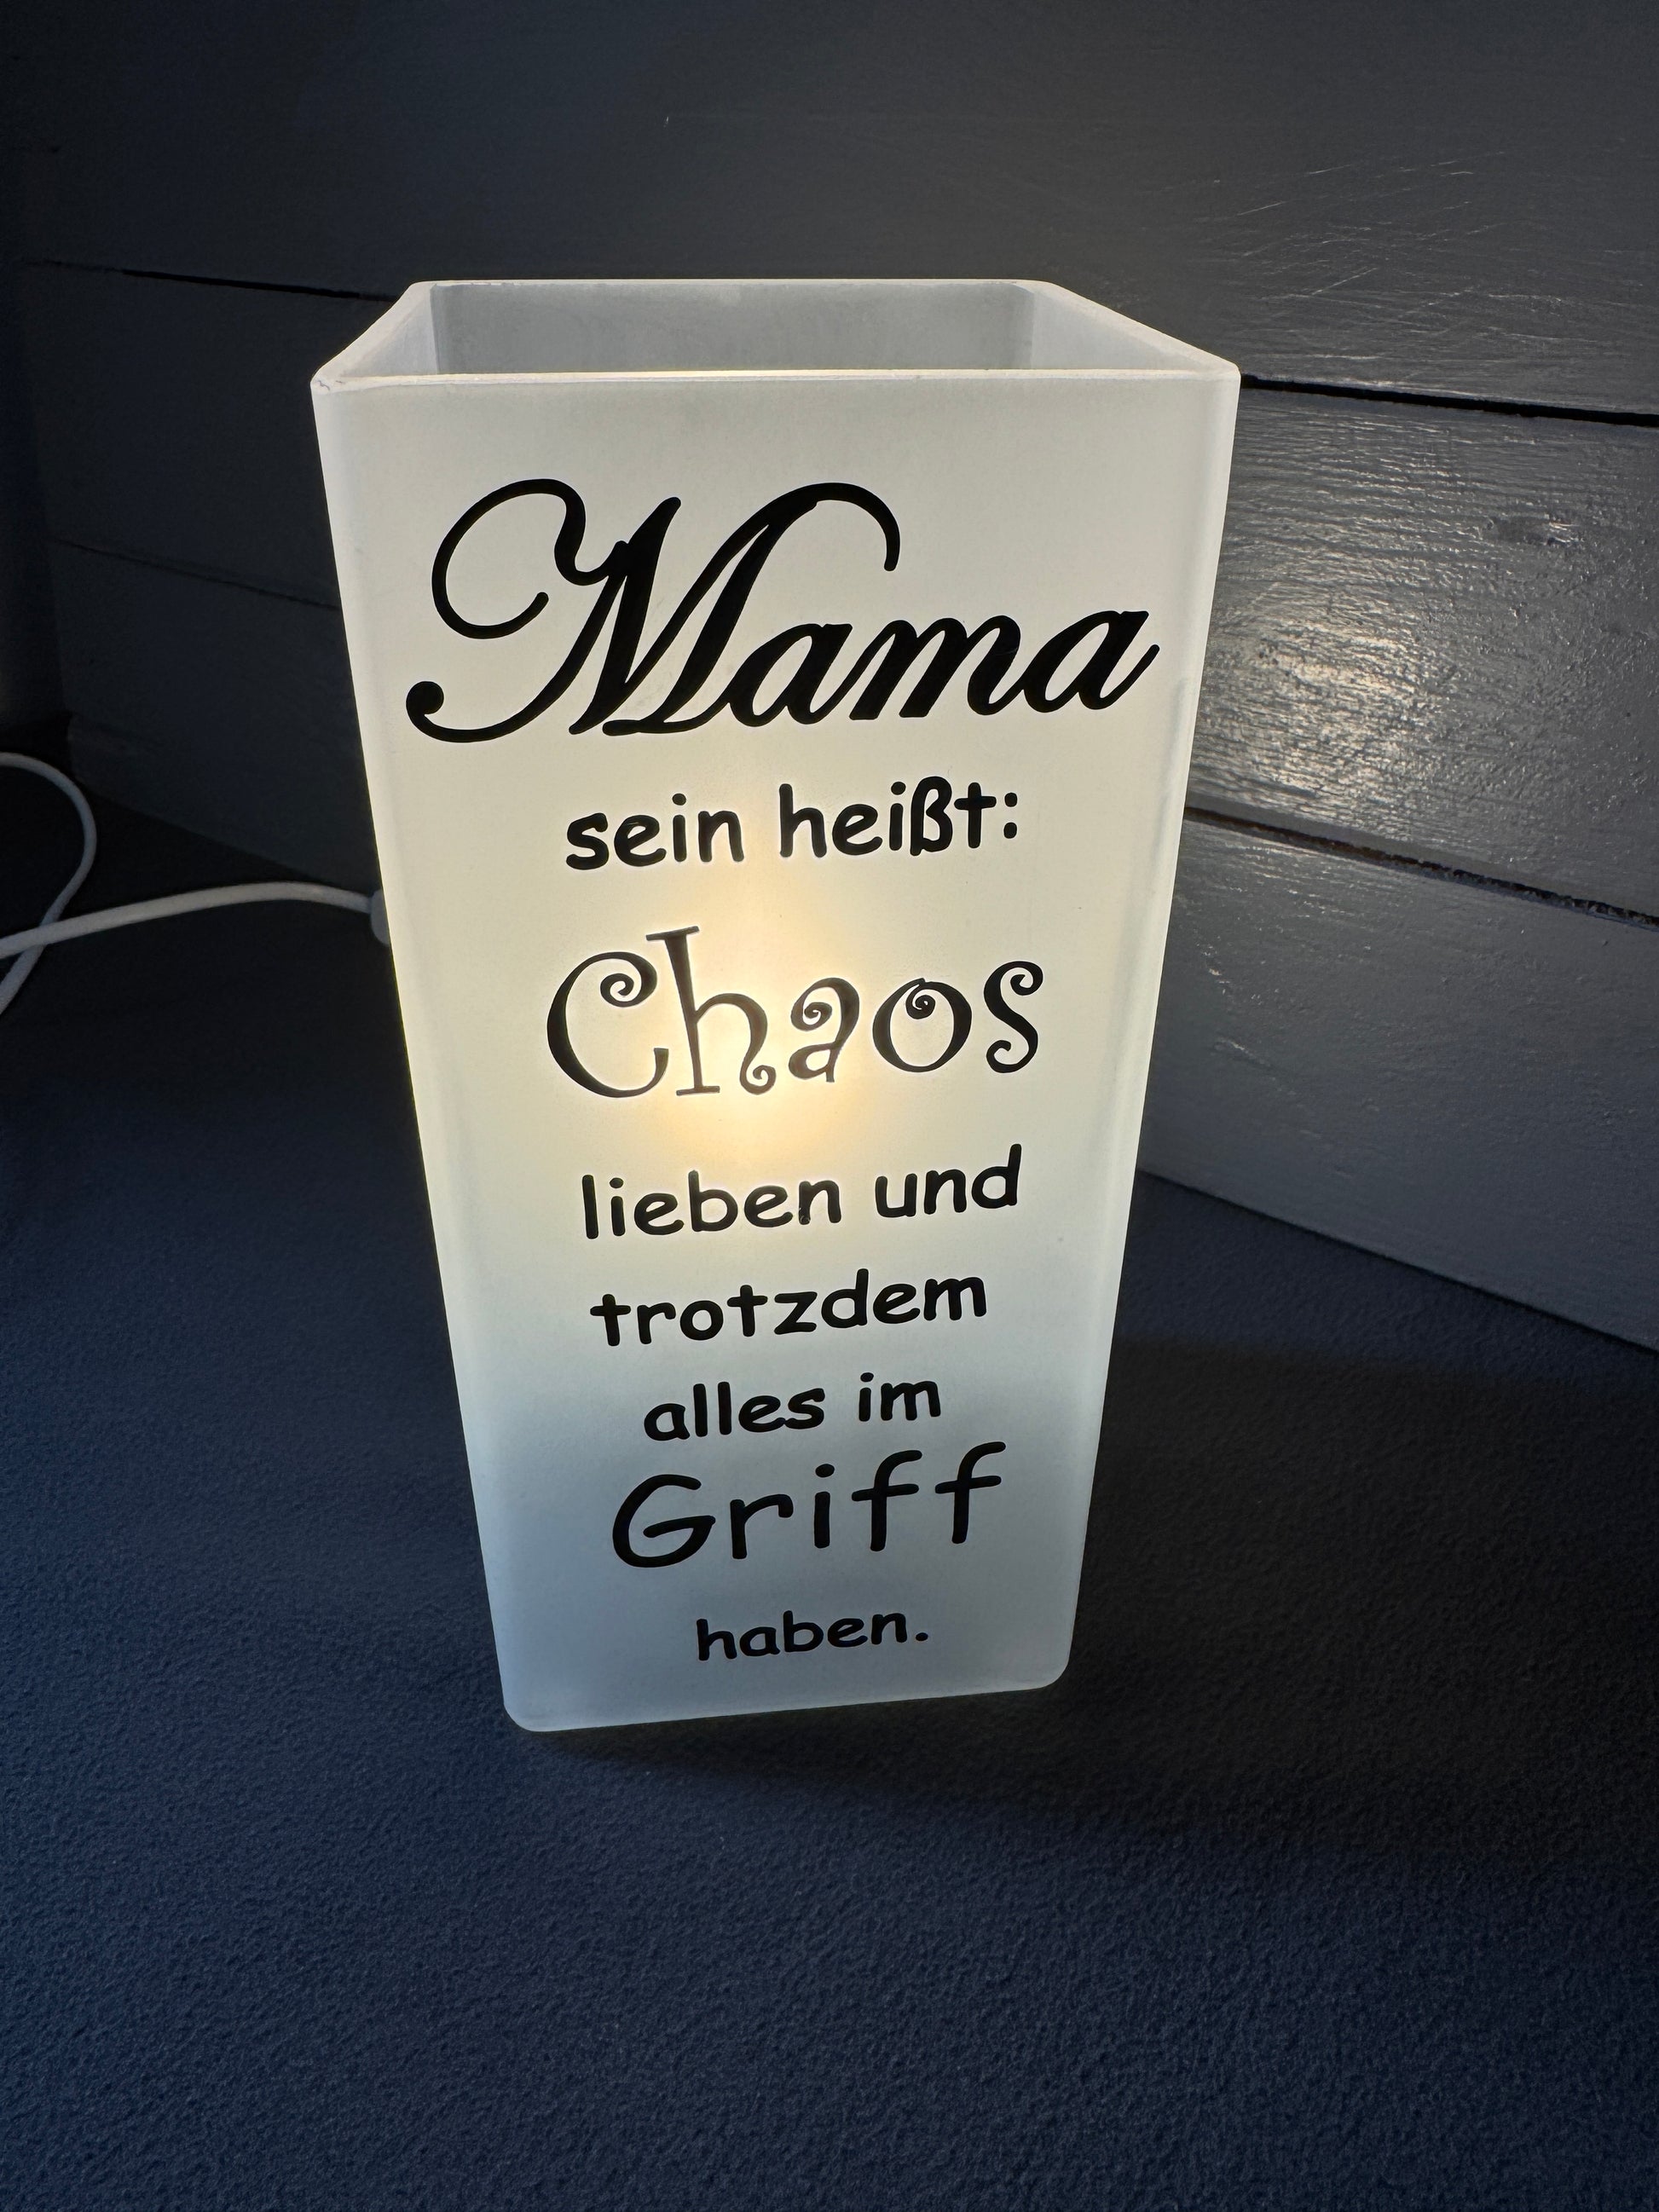 Mama
sein heißt:
Chaos
lieben und
trotzdem
alles im
Griff
haben.